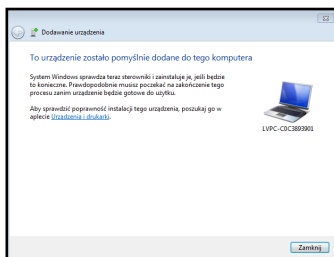 Dodawanie urządzenia
To urządzenie zostało pomyślnie dodane do tego komputera
System Windows sprawdza teraz sterowniki i zainstaluje je, jeśli będzie
to konieczne. Prawdopodobnie musisz poczekać na zakończenie tego
procesu zanim urządzenie będzie gotowe do użytku.
Aby sprawdzić poprawność instalacji tego urządzenia, poszukaj go w
aplecie Urządzenia i drukarki.
LVPC-C0C3893901
Zamknij